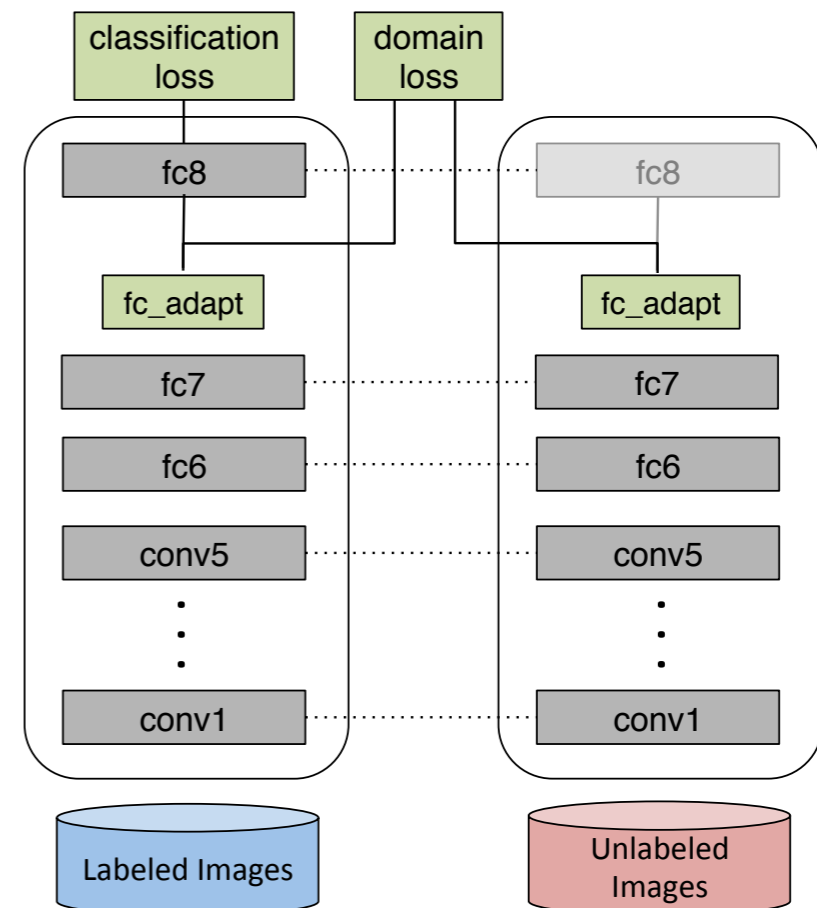 classification
loss
domain
loss
fc8
fc8
fc_adapt
fc_adapt
fc7
fc7
fc6
fc6
conv5
conv5
conv1
conv1
Labeled Images
Unlabeled
Images